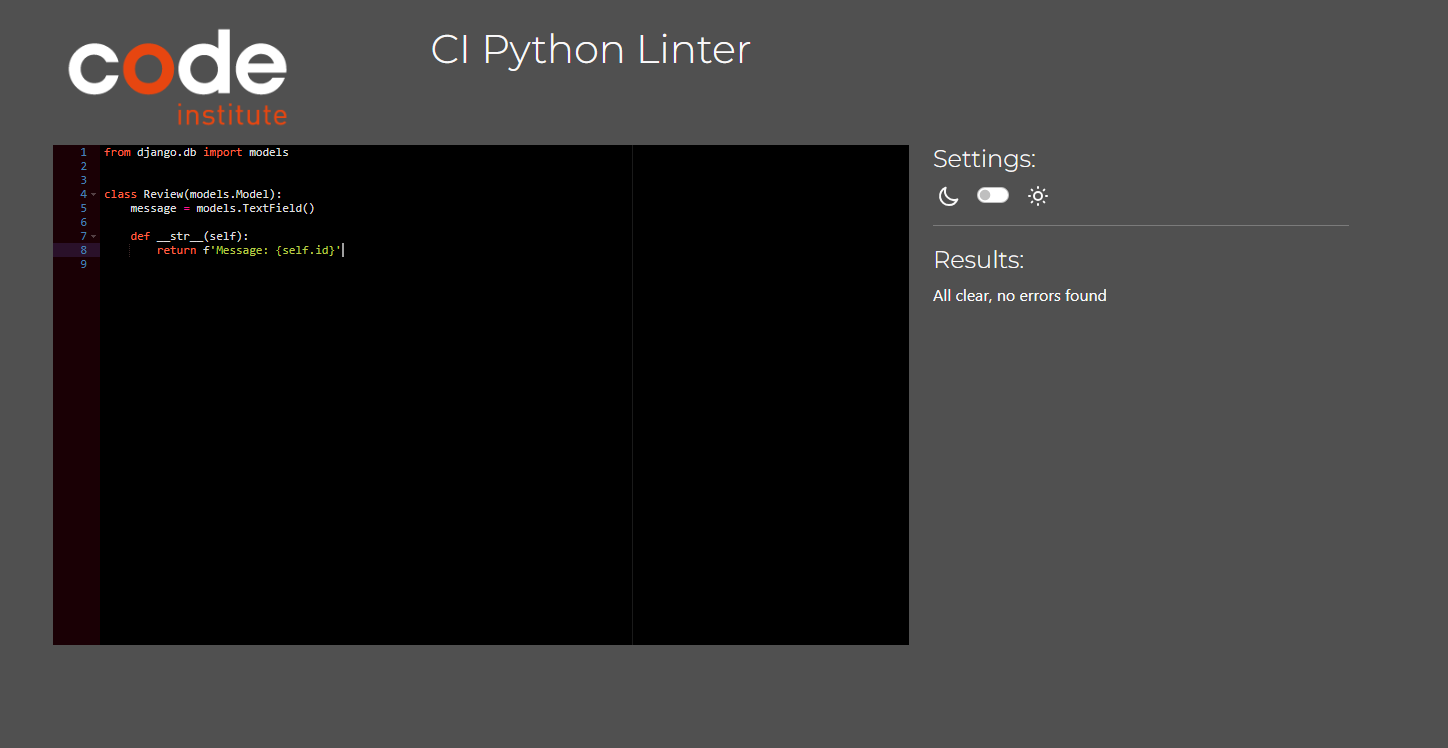 code
institute
CI Python Linter
1 from django.db import models
2
3
4 class Review(models.Model):
5     message = models.TextField()
6
7     def __str__(self):
8         return f'Message: {self.id}'
9
Settings:
Results:
All clear, no errors found